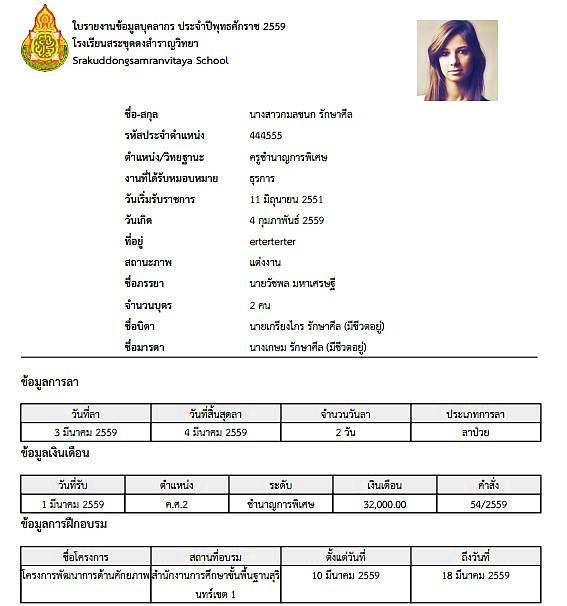 ใบรายงานข้อมูลบุคลากร ประจำปีพุทธศักราช 2559
โรงเรียนสระขุดดงสำราญวิทยา
Srakuddongsamranvitaya School
ชื่อ-สกุล นางสาวกมลชนก รักษาศีล
รหัสประจำตำแหน่ง 444555
ตำแหน่ง/วิทยฐานะ ครูชำนาญการพิเศษ
งานที่ได้รับหมอบหมาย ธุรการ
วันเริ่มรับราชการ 11 มิถุนายน 2551
วันเกิด 4 กุมภาพันธ์ 2559
ที่อยู่ erterterter
สถานะภาพ แต่งงาน
ชื่อภรรยา นายวัชพล มหาเศรษฐี
จำนวนบุตร 2 คน
ชื่อบิดา นายเกรียงไกร รักษาศีล (มีชีวตอยู่)
ชื่อมารดา นางเกษม รักษาศีล (มีชีวตอยู่)
ข้อมูลการลา
วันที่ลา วันที่สิ้นสุดลา จำนวนวันลา ประเภทการลา
3 มีนาคม 2559 4 มีนาคม 2559 2 วัน ลาป่วย
ข้อมูลเงินเดือน
วันที่รับ ตำแหน่ง ระดับ เงินเดือน คำสั่ง
1 มีนาคม 2559 ค.ศ.2 ชำนาญการพิเศษ 32,000.00 54/2559
ข้อมูลการฝึกอบรม
ชื่อโครงการ สถานที่อบรม ตั้งแต่วันที่ ถึงวันที่
โครงการพัฒนาการด้านศักยภาพ สำนักงานการศึกษาขั้นพื้นฐานสุริ 10 มีนาคม 2559 18 มีนาคม 2559
นทร์เขต 1